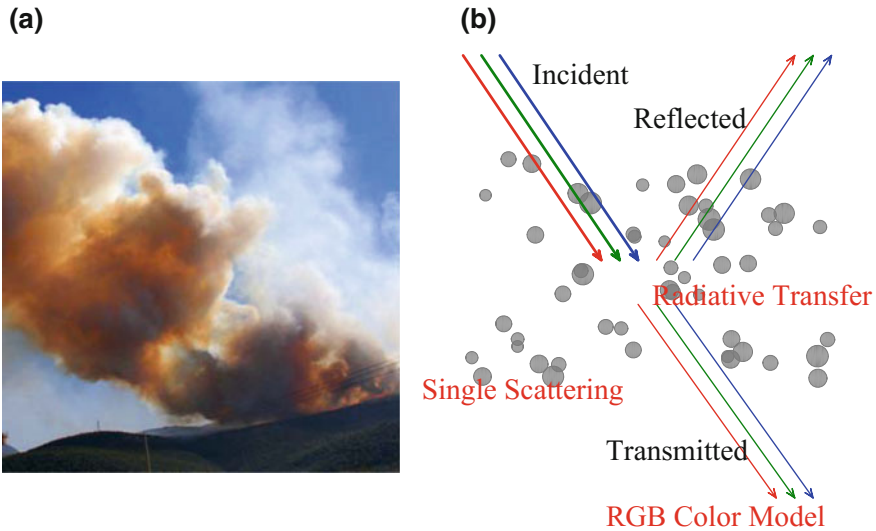 (a)
(b)
Incident
Reflected
Radiative Transfer
Single Scattering
Transmitted
RGB Color Model